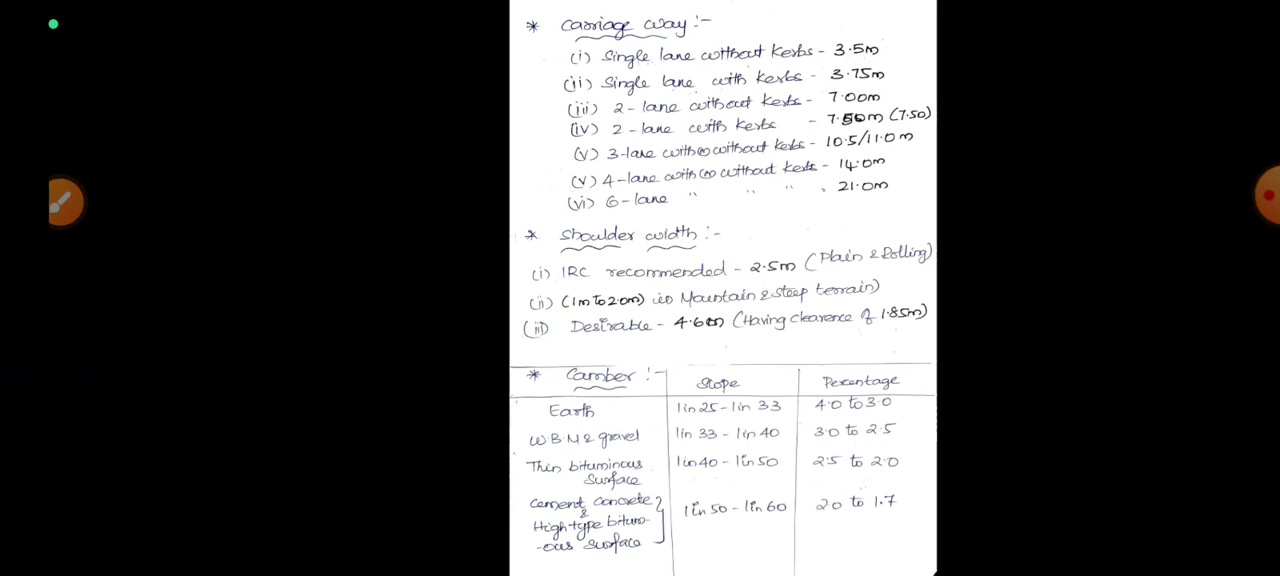 * Carriage way :-
(i) Single lane without Kerbs - 3.5m
(ii) Single lane with Kerbs - 3.75m
(iii) 2-lane without Kerbs - 7.00m
(iv) 2-lane with Kerbs - 7.50m (7.50)
(v) 3-lane with (or) without Kerbs - 10.5/11.0m
(v) 4-lane with (or) without Kerbs - 14.0m
(vi) 6-lane " " " - 21.0m
* Shoulder width :-
(i) IRC recommended - 2.5m (Plain & Rolling)
(ii) (1m to 2.0m) in Mountain & steep terrain)
(iii) Desirable - 4.6m (Having clearence of 1.85m)
* Camber :- Slope Percentage
Earth 1 in 25 - 1 in 33 4.0 to 3.0
W.B.M & gravel 1 in 33 - 1 in 40 3.0 to 2.5
Thin bituminous 1 in 40 - 1 in 50 2.5 to 2.0
Surface
Cement Concrete 1 in 50 - 1 in 60 2.0 to 1.7
&
High type bitum-
-ous surface